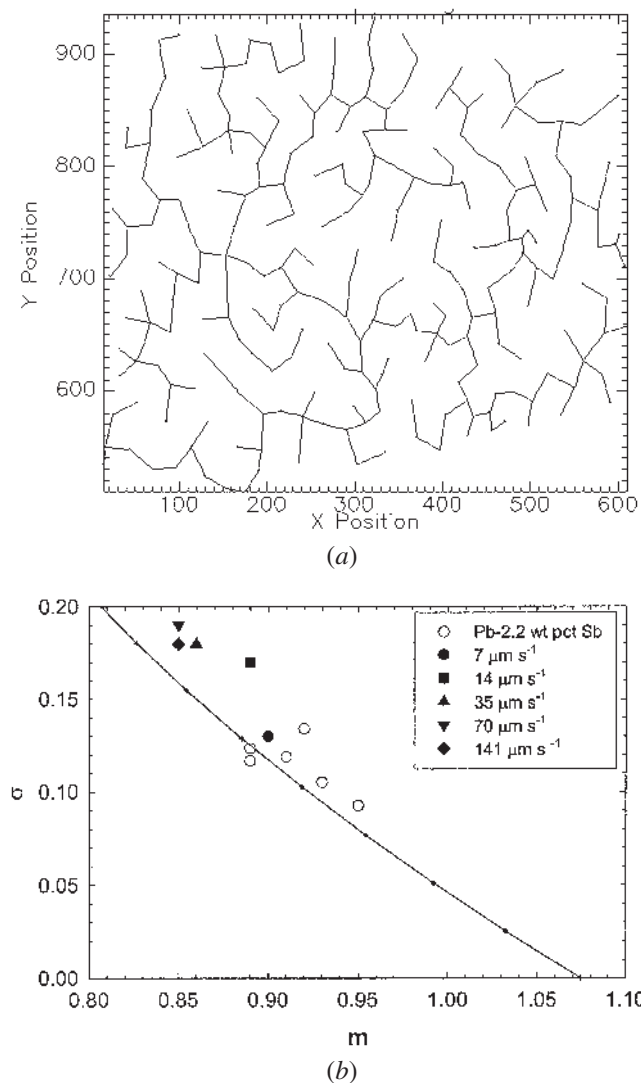 900
800
700
600
Y Position
100 200 300 400 500 600
X Position
(a)
0.20
0.15
0.10
0.05
0.00
σ
○ Pb-2.2 wt pct Sb
● 7 μm s⁻¹
■ 14 μm s⁻¹
▲ 35 μm s⁻¹
▼ 70 μm s⁻¹
◆ 141 μm s⁻¹
0.80 0.85 0.90 0.95 1.00 1.05 1.10
m
(b)